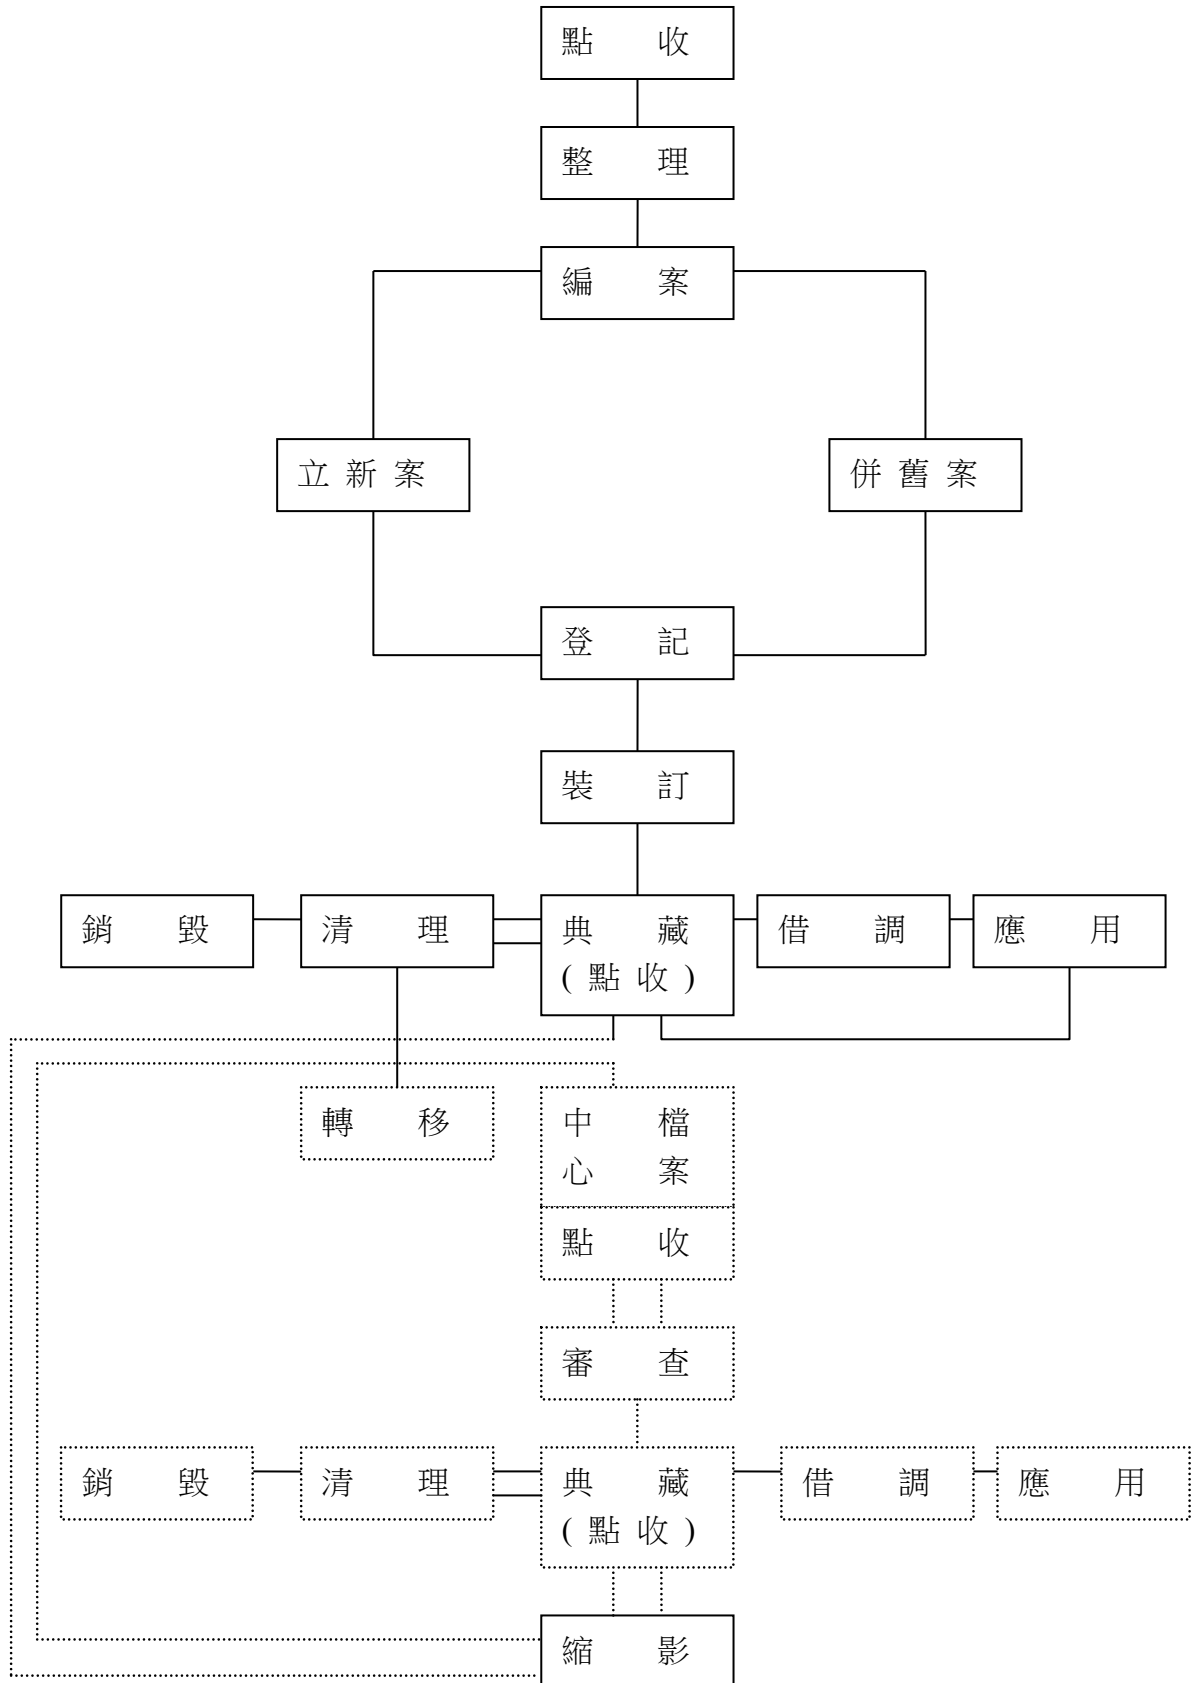 點收
整理
編案
立新案
併舊案
登記
裝訂
銷毀
清理
典藏
(點收)
借調
應用
轉移
中檔
心案
點收
審查
銷毀
清理
典藏
(點收)
借調
應用
縮影